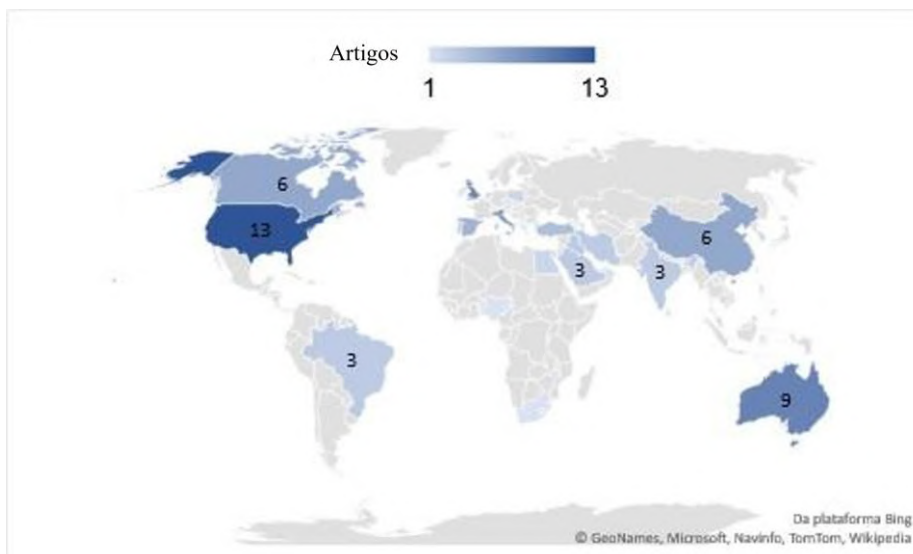 Artigos
1 13
6
13
6
3 3
3
9
Da plataforma Bing
© GeoNames, Microsoft, Navinfo, TomTom, Wikipedia